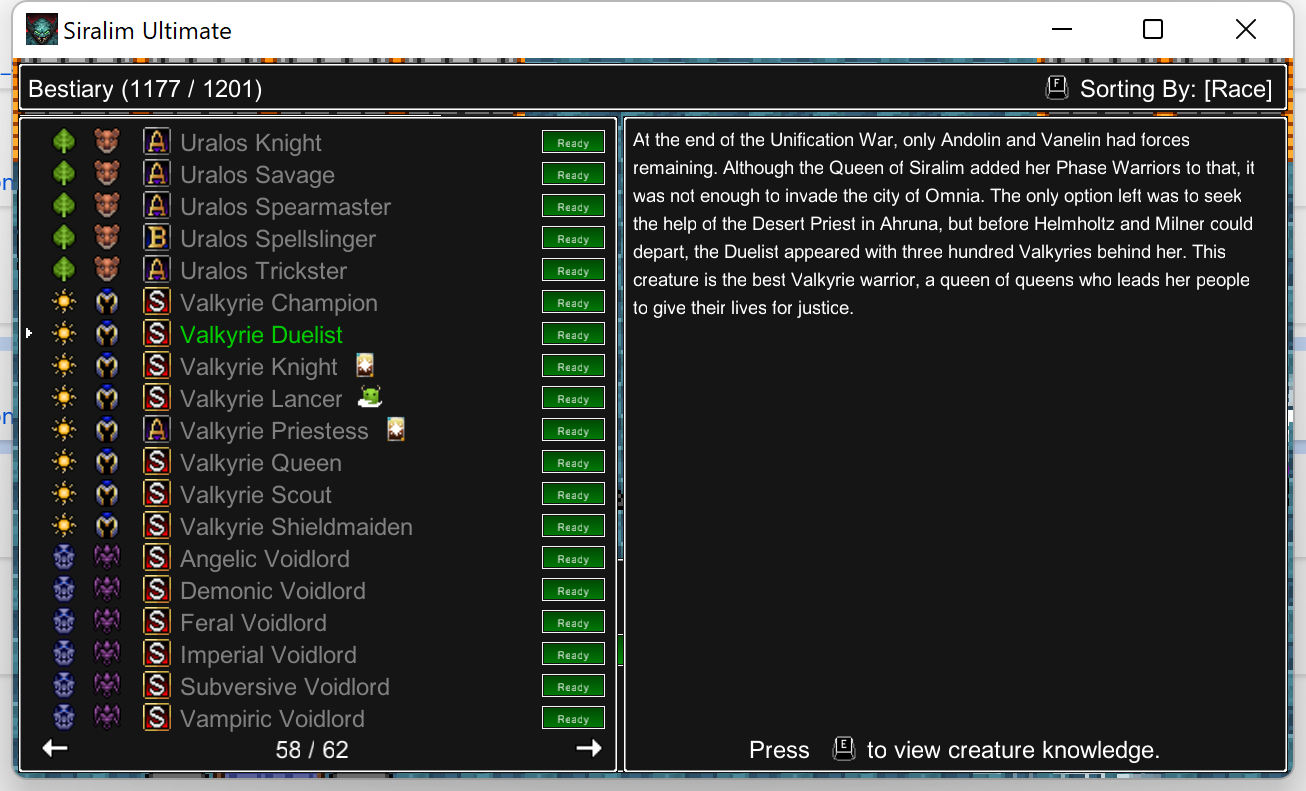 Siralim Ultimate
Bestiary (1177 / 1201)
F Sorting By: [Race]
A Uralos Knight Ready
A Uralos Savage Ready
A Uralos Spearmaster Ready
B Uralos Spellslinger Ready
A Uralos Trickster Ready
S Valkyrie Champion Ready
S Valkyrie Duelist Ready
S Valkyrie Knight Ready
S Valkyrie Lancer Ready
A Valkyrie Priestess Ready
S Valkyrie Queen Ready
S Valkyrie Scout Ready
S Valkyrie Shieldmaiden Ready
S Angelic Voidlord Ready
S Demonic Voidlord Ready
S Feral Voidlord Ready
S Imperial Voidlord Ready
S Subversive Voidlord Ready
S Vampiric Voidlord Ready
58 / 62
At the end of the Unification War, only Andolin and Vanelin had forces
remaining. Although the Queen of Siralim added her Phase Warriors to that, it
was not enough to invade the city of Omnia. The only option left was to seek
the help of the Desert Priest in Ahruna, but before Helmholtz and Milner could
depart, the Duelist appeared with three hundred Valkyries behind her. This
creature is the best Valkyrie warrior, a queen of queens who leads her people
to give their lives for justice.
Press E to view creature knowledge.